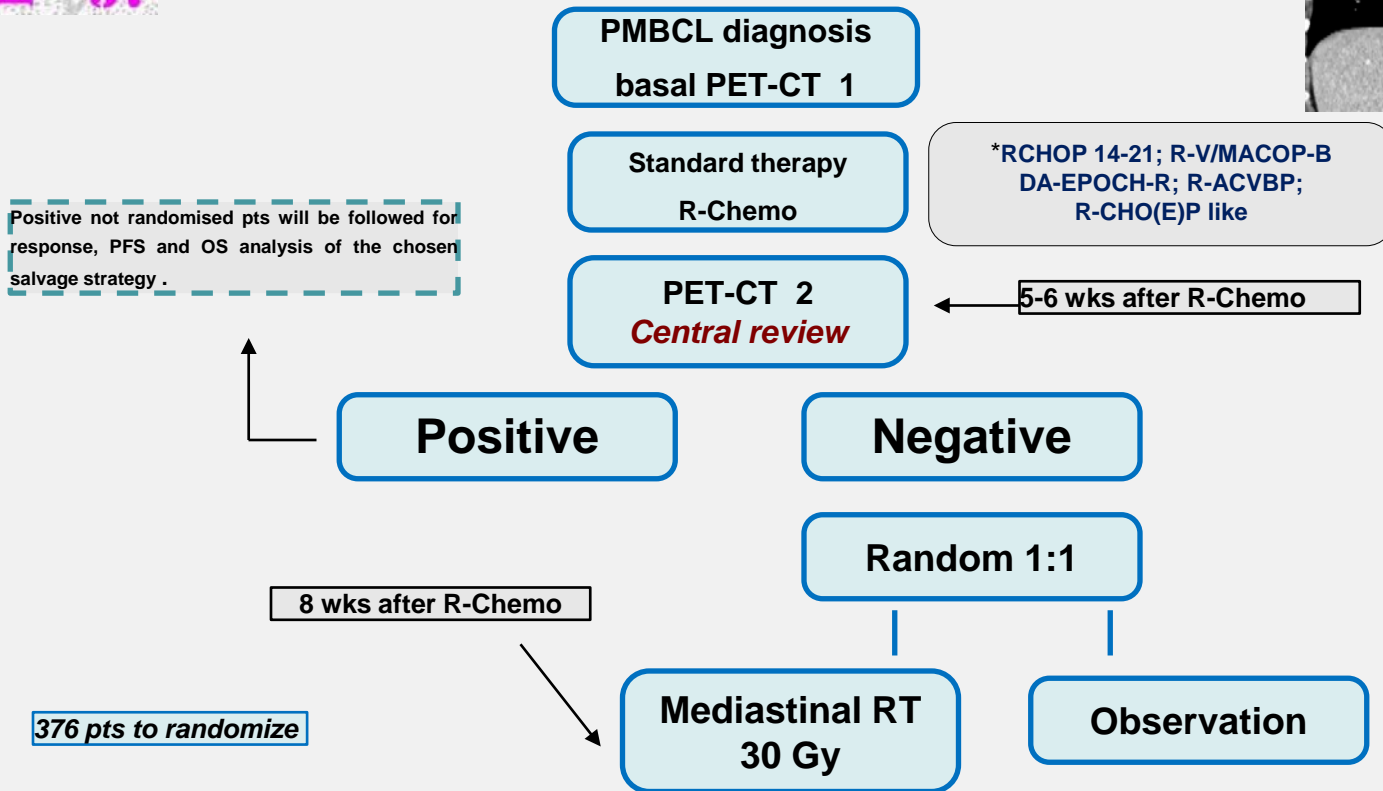 PMBCL diagnosis
basal PET-CT 1
Standard therapy
R-Chemo
*RCHOP 14-21; R-V/MACOP-B
DA-EPOCH-R; R-ACVBP;
R-CHO(E)P like
Positive not randomised pts will be followed for
response, PFS and OS analysis of the chosen
salvage strategy .
PET-CT 2
Central review
5-6 wks after R-Chemo
Positive
Negative
Random 1:1
8 wks after R-Chemo
Mediastinal RT
30 Gy
Observation
376 pts to randomize